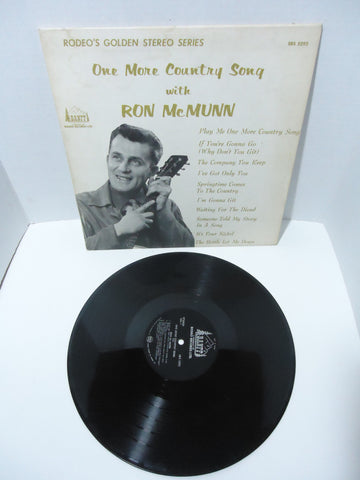 RODEO'S GOLDEN STEREO SERIES
One More Country Song
with
RON McMUNN
Play Me One More Country Song
If You're Gonna Go
(Why Don't You Git)
The Company You Keep
I've Got Only You
Springtime Comes
To The Country
I'm Gonna Git
Waiting For The Blood
Someone Told My Story
In A Song
It's Your Nickel
The Bottle Let Me Down
BANFF